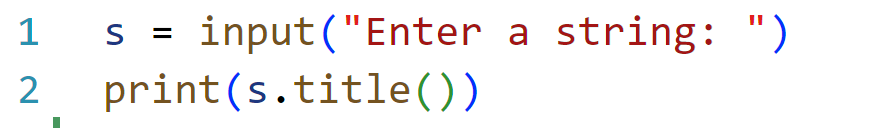 1 s = input("Enter a string: ")
2 print(s.title())